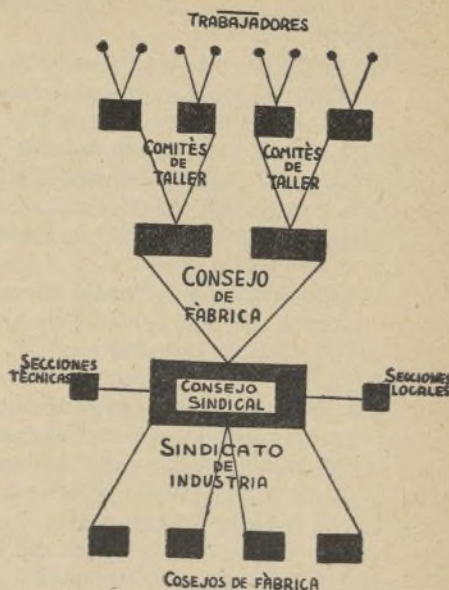 TRABAJADORES
COMITÈS
DE
TALLER
COMITÈS
DE
TALLER
CONSEJO
DE
FÀBRICA
SECCIONES
TÈCNICAS
CONSEJO
SINDICAL
SECCIONES
LOCALES
SINDICATO
DE
INDUSTRIA
COSEJOS DE FÀBRICA